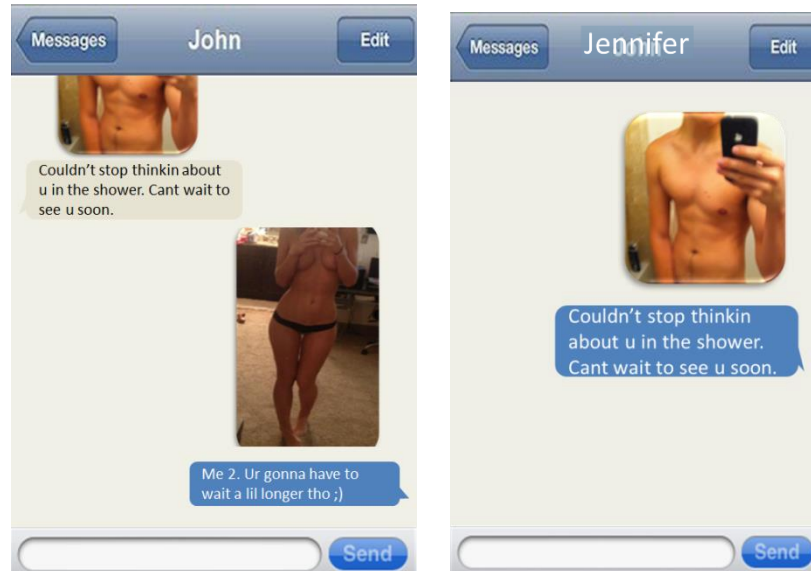 Messages
John
Edit
Couldn't stop thinkin about
u in the shower. Cant wait to
see u soon.
Me 2. Ur gonna have to
wait a lil longer tho ;)
Send
Messages
Jennifer
Edit
Couldn't stop thinkin
about u in the shower.
Cant wait to see u soon.
Send